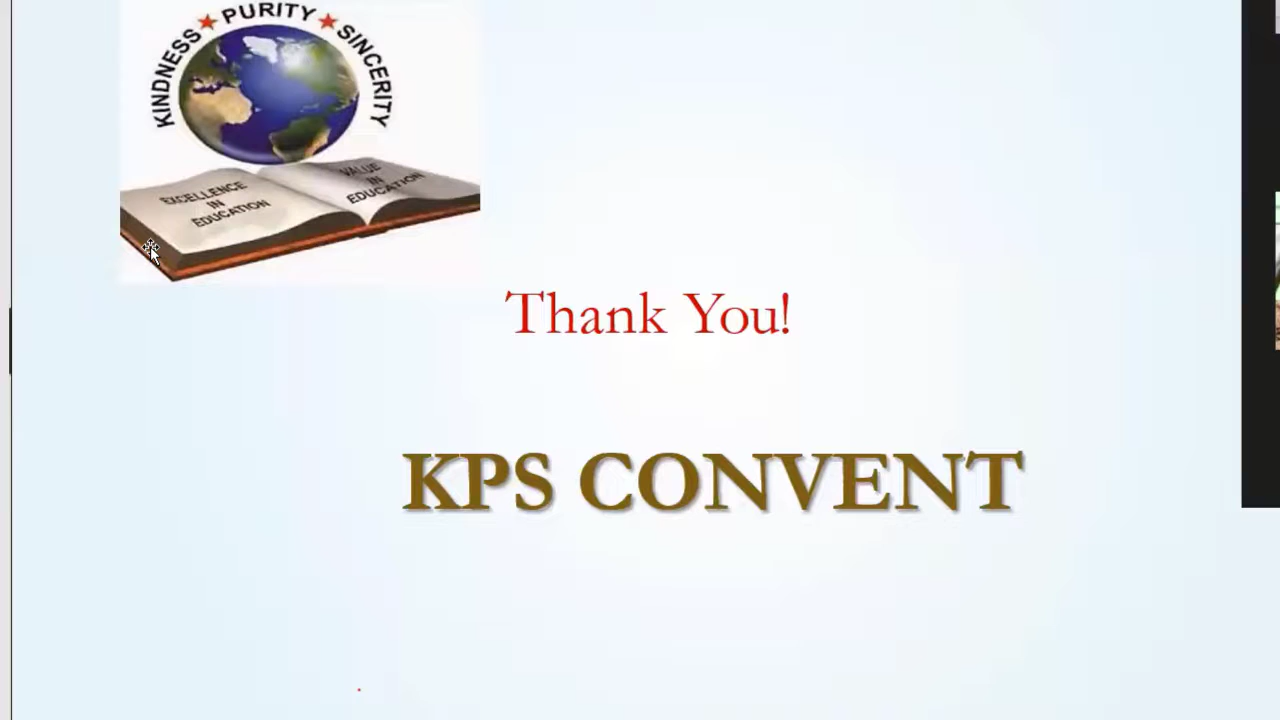 KINDNESS ★ PURITY ★ SINCERITY
EXCELLENCE
IN
EDUCATION
VALUE
IN
EDUCATION
Thank You!
KPS CONVENT